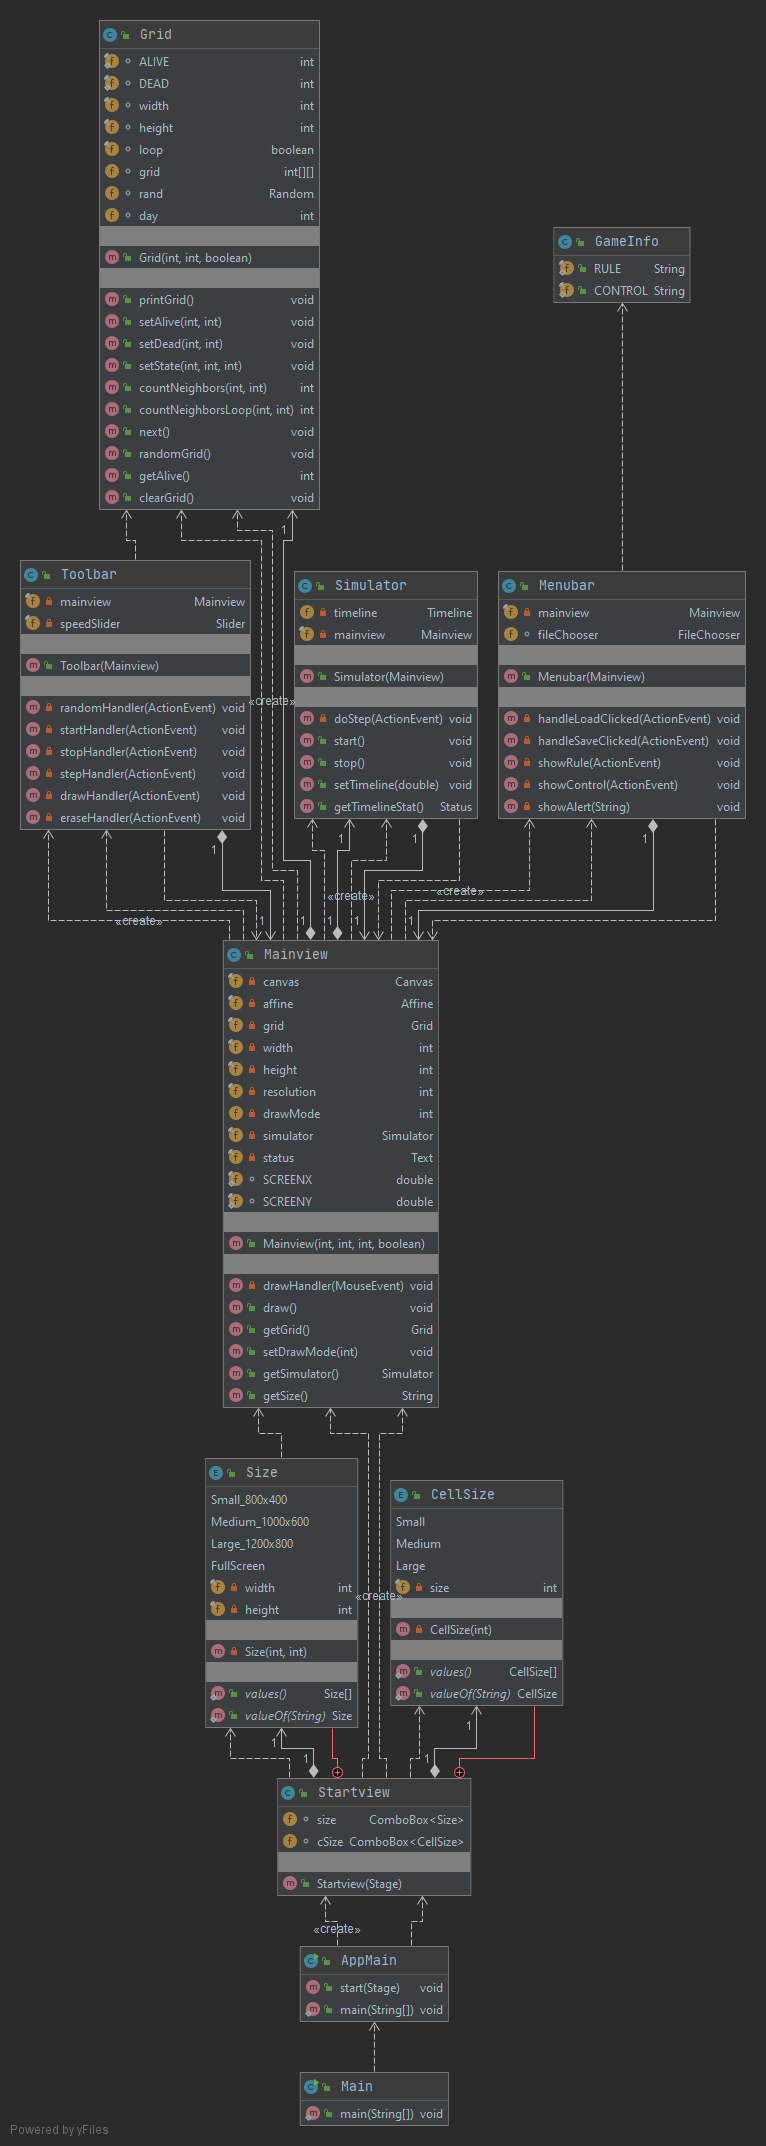 Grid
ALIVE int
DEAD int
width int
height int
loop boolean
grid int[][]
rand Random
day int
Grid(int, int, boolean)
printGrid() void
setAlive(int, int) void
setDead(int, int) void
setState(int, int, int) void
countNeighbors(int, int) int
countNeighborsLoop(int, int) int
next() void
randomGrid() void
getAlive() int
clearGrid() void
GameInfo
RULE String
CONTROL String
1
Toolbar
mainview Mainview
speedSlider Slider
Toolbar(Mainview)
randomHandler(ActionEvent) void
startHandler(ActionEvent) void
stopHandler(ActionEvent) void
stepHandler(ActionEvent) void
drawHandler(ActionEvent) void
eraseHandler(ActionEvent) void
«create»
Simulator
timeline Timeline
mainview Mainview
Simulator(Mainview)
doStep(ActionEvent) void
start() void
stop() void
setTimeline(double) void
getTimelineStat() Status
Menubar
mainview Mainview
fileChooser FileChooser
Menubar(Mainview)
handleLoadClicked(ActionEvent) void
handleSaveClicked(ActionEvent) void
showRule(ActionEvent) void
showControl(ActionEvent) void
showAlert(String) void
1
1
1
1
«create»
«create»
«create»
1
1
1
1
1
Mainview
canvas Canvas
affine Affine
grid Grid
width int
height int
resolution int
drawMode int
simulator Simulator
status Text
SCREENX double
SCREENY double
Mainview(int, int, int, boolean)
drawHandler(MouseEvent) void
draw() void
getGrid() Grid
setDrawMode(int) void
getSimulator() Simulator
getSize() String
Size
Small_800x400
Medium_1000x600
Large_1200x800
FullScreen
width int
height int
Size(int, int)
values() Size[]
valueOf(String) Size
«create»
CellSize
Small
Medium
Large
size int
CellSize(int)
values() CellSize[]
valueOf(String) CellSize
1
1
1
1
Startview
size ComboBox<Size>
cSize ComboBox<CellSize>
Startview(Stage)
«create»
AppMain
start(Stage) void
main(String[]) void
Main
main(String[]) void
Powered by yFiles